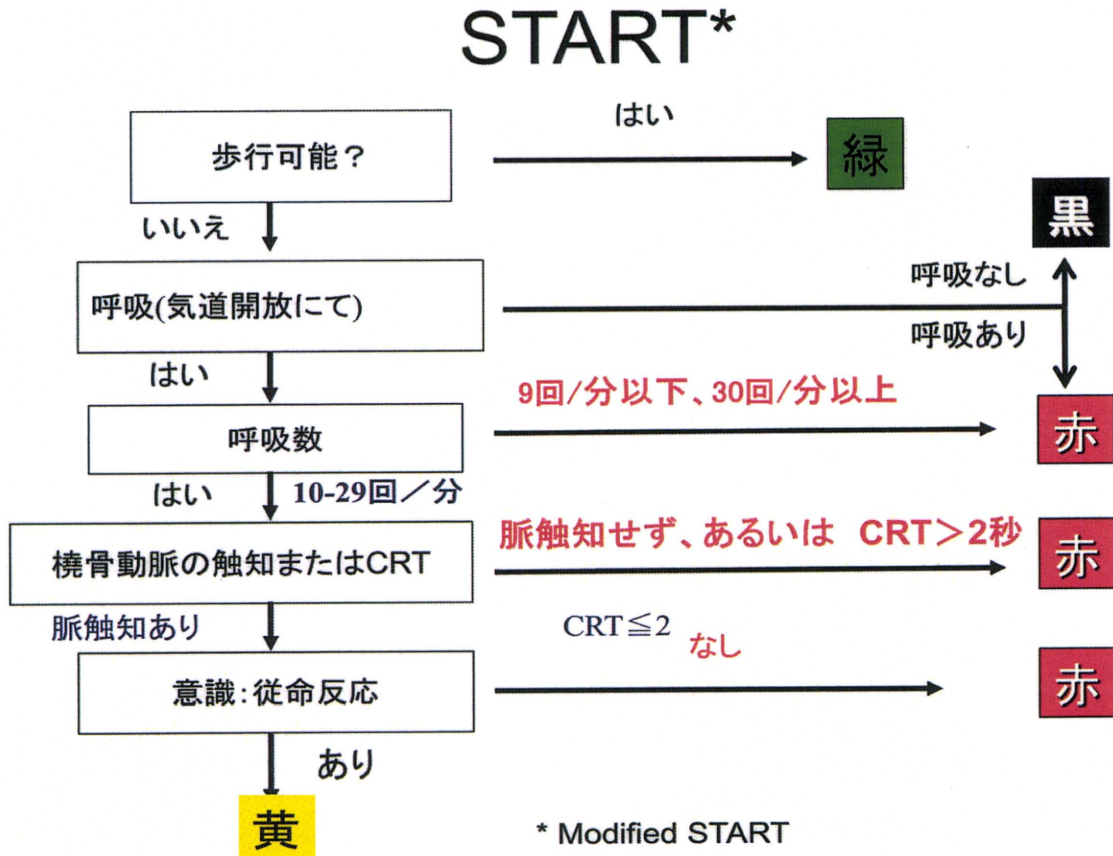 START*
はい
歩行可能?
緑
いいえ
黒
呼吸なし
呼吸(気道開放にて)
呼吸あり
はい
9回/分以下、30回/分以上
呼吸数
赤
はい 10-29回／分
脈触知せず、あるいは CRT＞2秒
橈骨動脈の触知またはCRT
赤
脈触知あり
CRT≦2 なし
意識：従命反応
赤
あり
黄
* Modified START